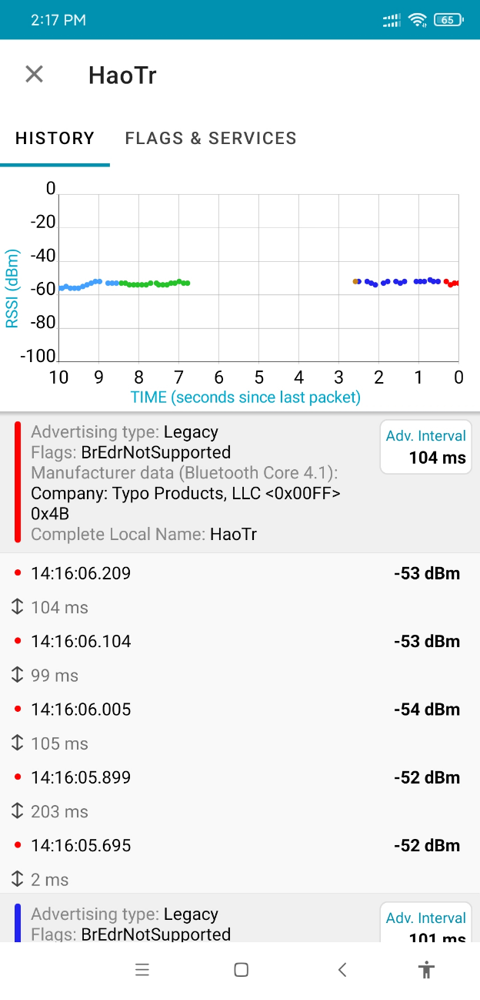 2:17 PM
65
HaoTr
HISTORY
FLAGS & SERVICES
0
-20
-40
-60
-80
-100
RSSI (dBm)
10 9 8 7 6 5 4 3 2 1 0
TIME (seconds since last packet)
Advertising type: Legacy
Adv. Interval
Flags: BrEdrNotSupported
104 ms
Manufacturer data (Bluetooth Core 4.1):
Company: Typo Products, LLC <0x00FF>
0x4B
Complete Local Name: HaoTr
14:16:06.209 -53 dBm
104 ms
14:16:06.104 -53 dBm
99 ms
14:16:06.005 -54 dBm
105 ms
14:16:05.899 -52 dBm
203 ms
14:16:05.695 -52 dBm
2 ms
Advertising type: Legacy
Adv. Interval
Flags: BrEdrNotSupported
101 ms